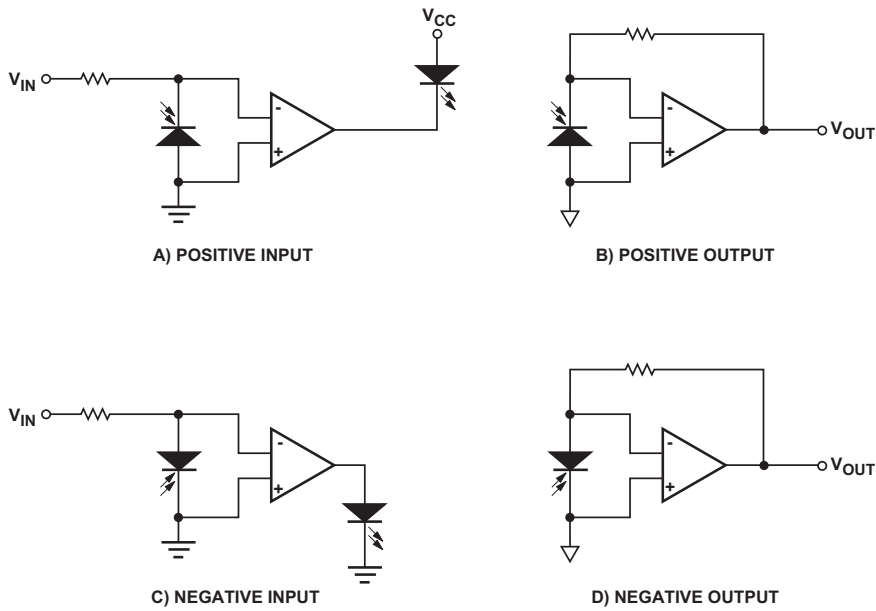 VCC
VIN
-
+
A) POSITIVE INPUT
-
+
VOUT
B) POSITIVE OUTPUT
VIN
-
+
C) NEGATIVE INPUT
-
+
VOUT
D) NEGATIVE OUTPUT